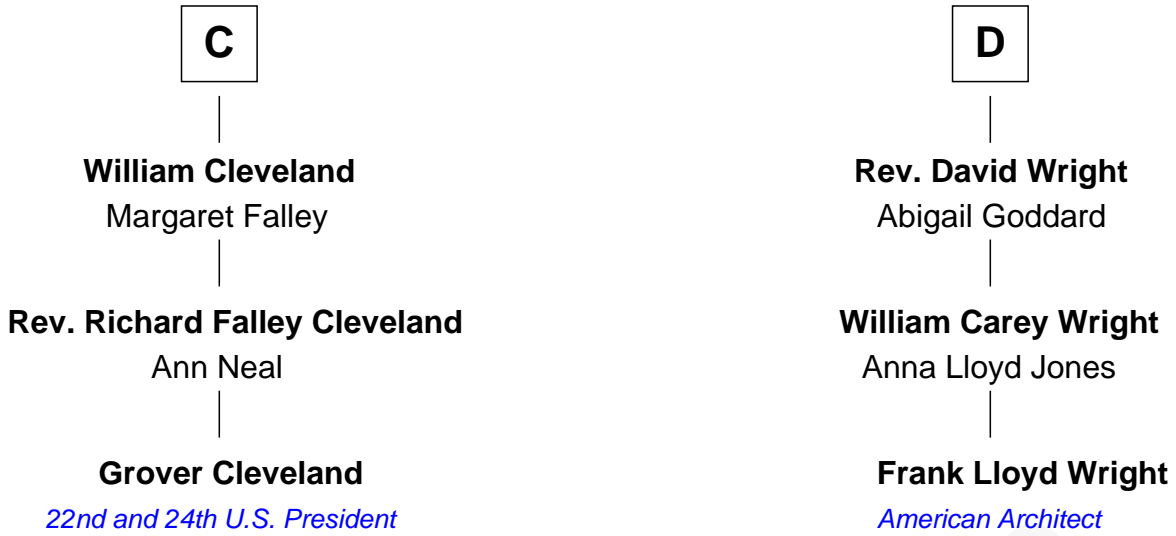 C
William Cleveland
Margaret Falley
Rev. Richard Falley Cleveland
Ann Neal
Grover Cleveland
22nd and 24th U.S. President
D
Rev. David Wright
Abigail Goddard
William Carey Wright
Anna Lloyd Jones
Frank Lloyd Wright
American Architect